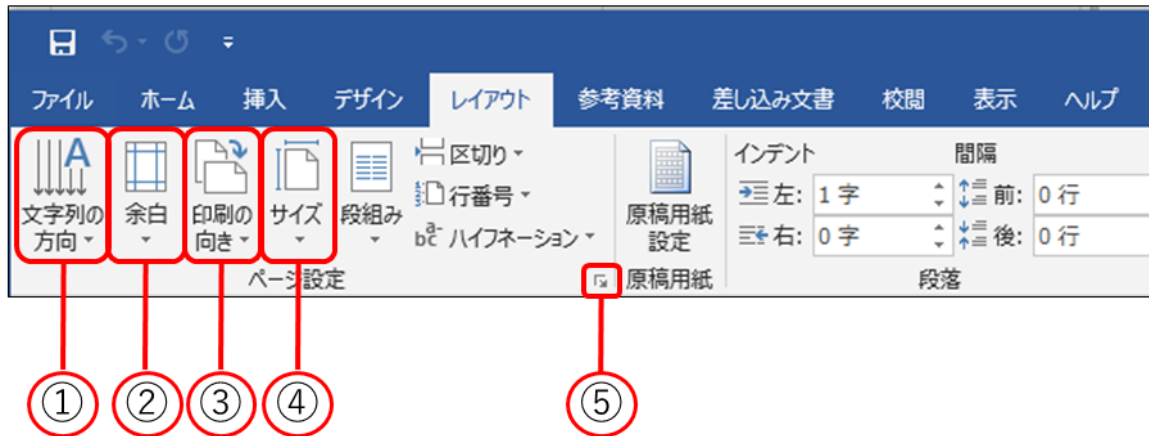 ファイル ホーム 挿入 デザイン レイアウト 参考資料 差し込み文書 校閲 表示 ヘルプ
A
文字列の
方向
余白
印刷の
向き
サイズ
段組み
区切り
行番号
bc a- ハイフネーション
ページ設定
原稿用紙
設定
原稿用紙
インデント
左: 1 字
右: 0 字
間隔
前: 0 行
後: 0 行
段落
① ② ③ ④ ⑤